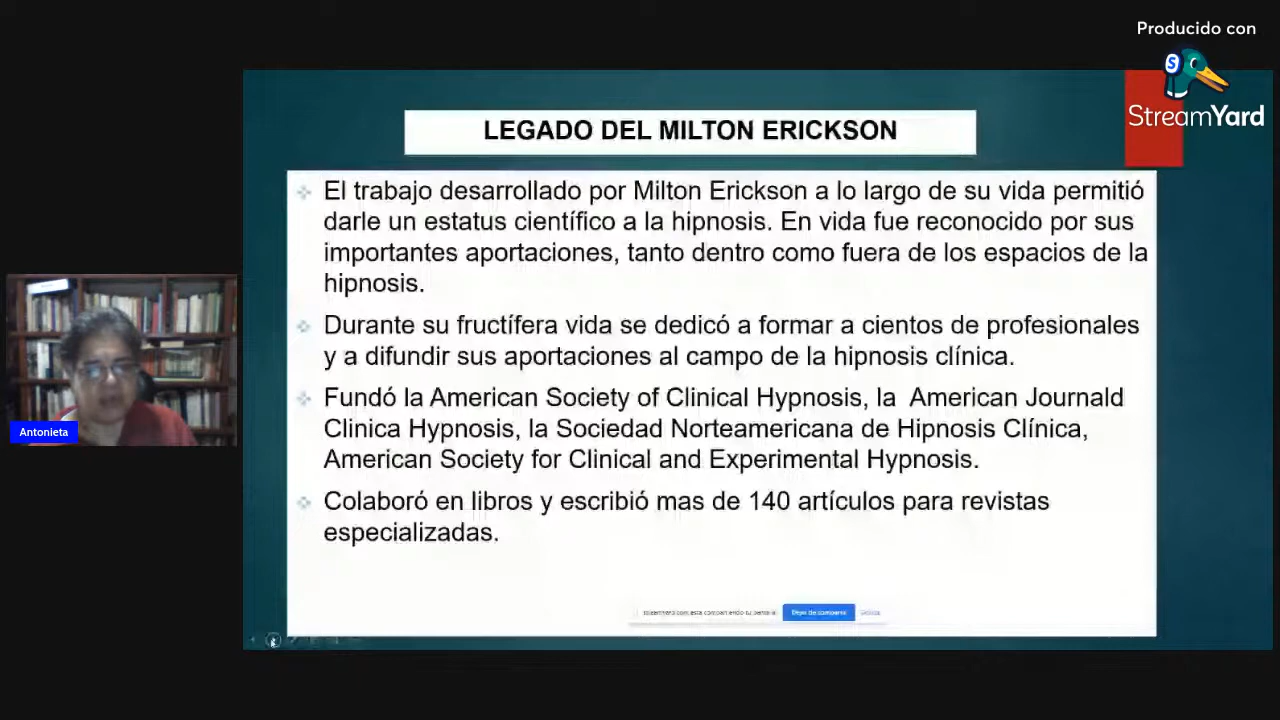 Producido con
StreamYard
LEGADO DEL MILTON ERICKSON
El trabajo desarrollado por Milton Erickson a lo largo de su vida permitió
darle un estatus científico a la hipnosis. En vida fue reconocido por sus
importantes aportaciones, tanto dentro como fuera de los espacios de la
hipnosis.
Durante su fructífera vida se dedicó a formar a cientos de profesionales
y a difundir sus aportaciones al campo de la hipnosis clínica.
Fundó la American Society of Clinical Hypnosis, la American Journald
Clinica Hypnosis, la Sociedad Norteamericana de Hipnosis Clínica,
American Society for Clinical and Experimental Hypnosis.
Colaboró en libros y escribió mas de 140 artículos para revistas
especializadas.
Antonieta
Dejar de compartir